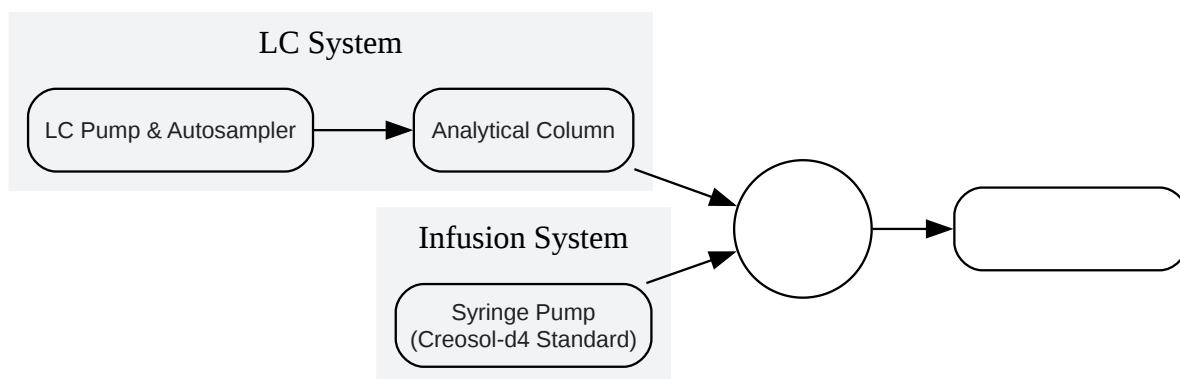 LC System
LC Pump & Autosampler
Analytical Column
Infusion System
Syringe Pump
(Creosol-d4 Standard)